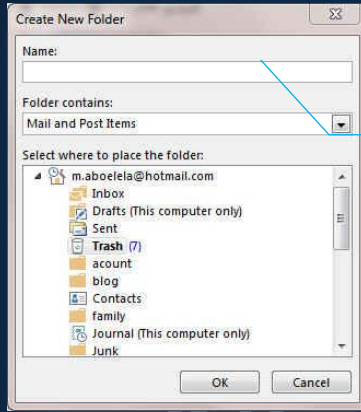 Create New Folder
Name:
Folder contains:
Mail and Post Items
Select where to place the folder:
m.aboelela@hotmail.com
Inbox
Drafts (This computer only)
Sent
Trash (7)
acount
blog
Contacts
family
Journal (This computer only)
Junk
OK Cancel